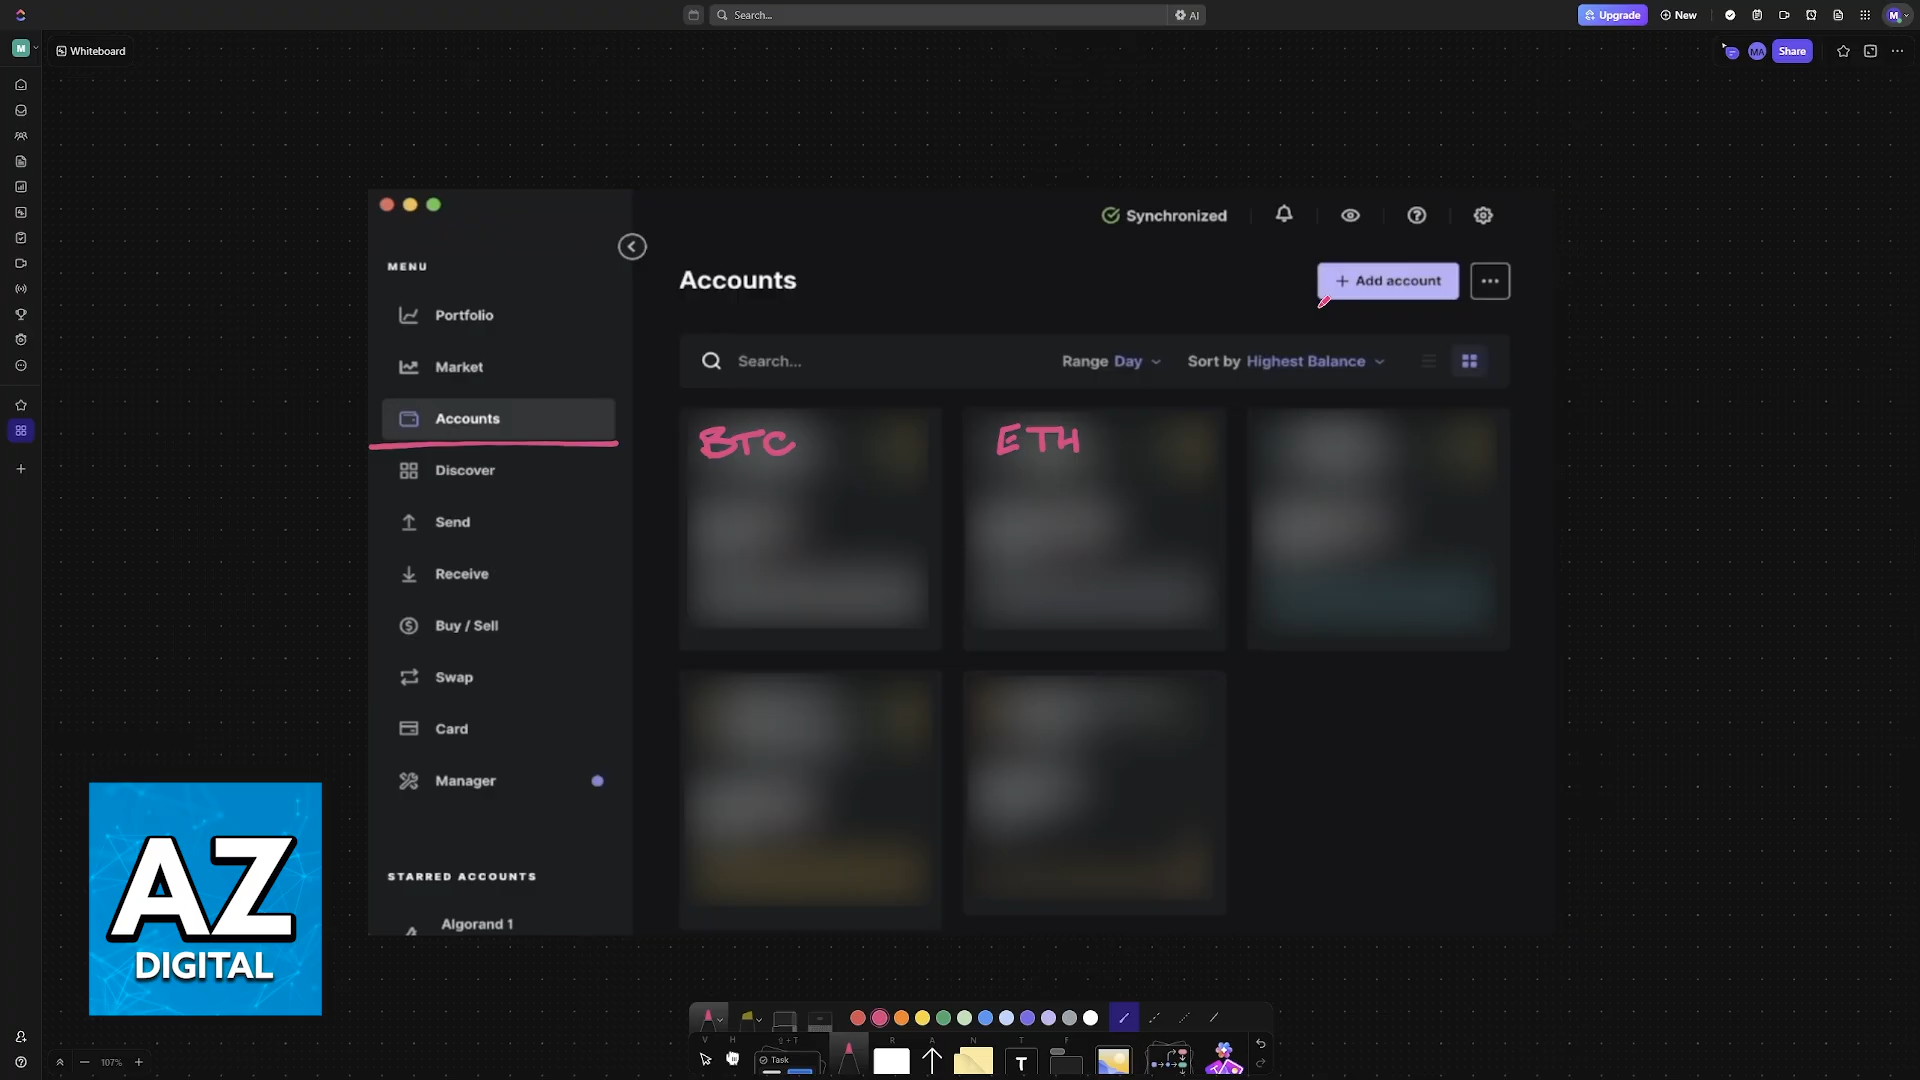 Search...
AI
Upgrade
New
M
M
Whiteboard
MA
Share
Synchronized
MENU
Accounts
+ Add account
Portfolio
Search...
Range Day
Sort by Highest Balance
Market
Accounts
BTC
ETH
Discover
Send
Receive
Buy / Sell
Swap
Card
Manager
STARRED ACCOUNTS
Algorand 1
AZ
DIGITAL
V
H
⇧+T
R
A
N
T
F
Task
T
107%